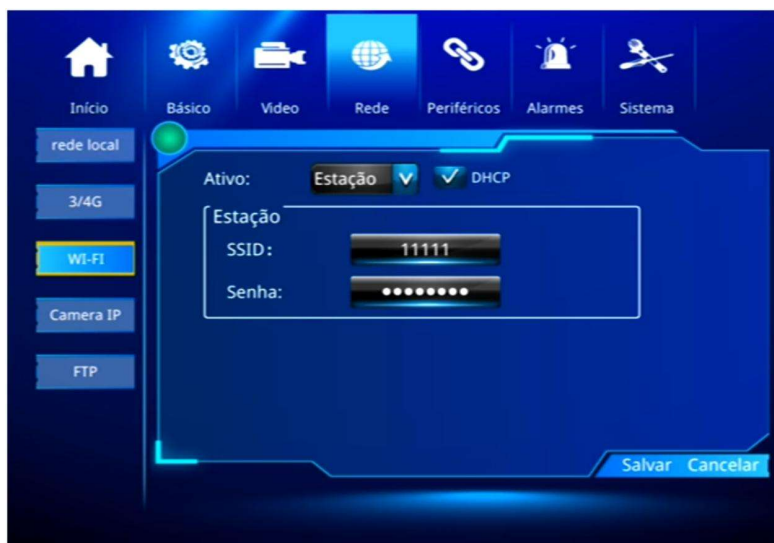 Início Básico Video Rede Periféricos Alarmes Sistema
rede local
3/4G
WI-FI
Camera IP
FTP
Ativo: Estação DHCP
Estação
SSID: 11111
Senha: ●●●●●●●●
Salvar Cancelar